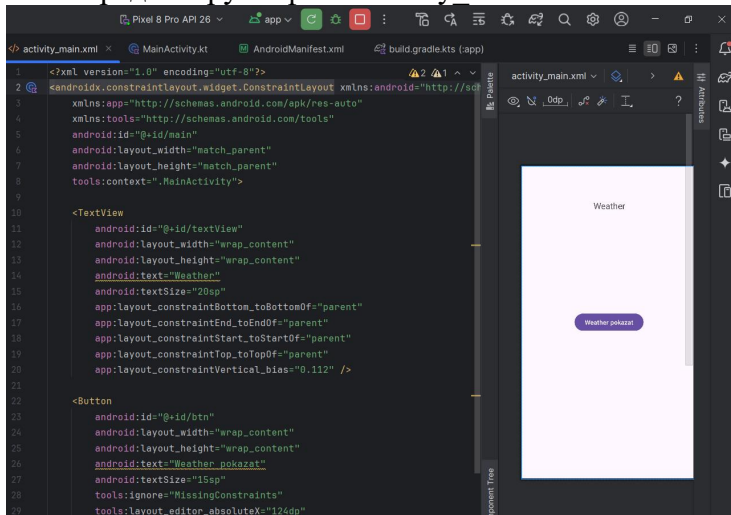 Pixel 8 Pro API 26 app
activity_main.xml MainActivity.kt AndroidManifest.xml build.gradle.kts (:app)
1 <?xml version="1.0" encoding="utf-8"?> 2 1
2 <androidx.constraintlayout.widget.ConstraintLayout xmlns:android="http://sch
3 xmlns:app="http://schemas.android.com/apk/res-auto"
4 xmlns:tools="http://schemas.android.com/tools"
5 android:id="@+id/main"
6 android:layout_width="match_parent"
7 android:layout_height="match_parent"
8 tools:context=".MainActivity">
9
10 <TextView
11 android:id="@+id/textView"
12 android:layout_width="wrap_content"
13 android:layout_height="wrap_content"
14 android:text="Weather"
15 android:textSize="20sp"
16 app:layout_constraintBottom_toBottomOf="parent"
17 app:layout_constraintEnd_toEndOf="parent"
18 app:layout_constraintStart_toStartOf="parent"
19 app:layout_constraintTop_toTopOf="parent"
20 app:layout_constraintVertical_bias="0.112" />
21
22 <Button
23 android:id="@+id/btn"
24 android:layout_width="wrap_content"
25 android:layout_height="wrap_content"
26 android:text="Weather pokazat"
27 android:textSize="15sp"
28 tools:ignore="MissingConstraints"
29 tools:layout_editor_absoluteX="124dp"
Palette
Component Tree
activity_main.xml
0dp
?
Weather
Weather pokazat
Attributes